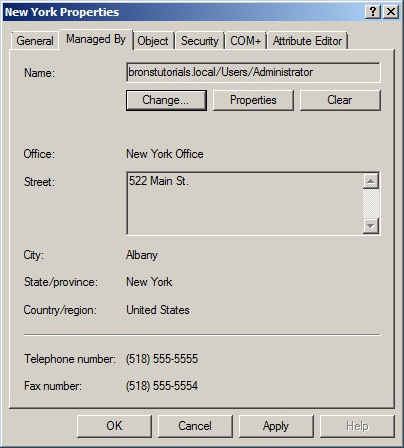 New York Properties
General Managed By Object Security COM+ Attribute Editor
Name: bronstutorials.local/Users/Administrator
Change... Properties Clear
Office: New York Office
Street: 522 Main St.
City: Albany
State/province: New York
Country/region: United States
Telephone number: (518) 555-5555
Fax number: (518) 555-5554
OK Cancel Apply Help